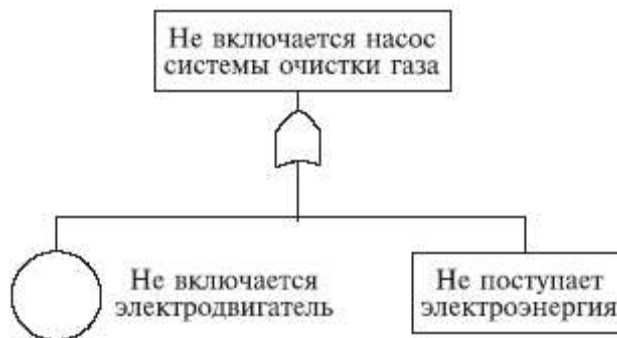 Не включается насос
системы очистки газа
Не включается
электродвигатель
Не поступает
электроэнергия